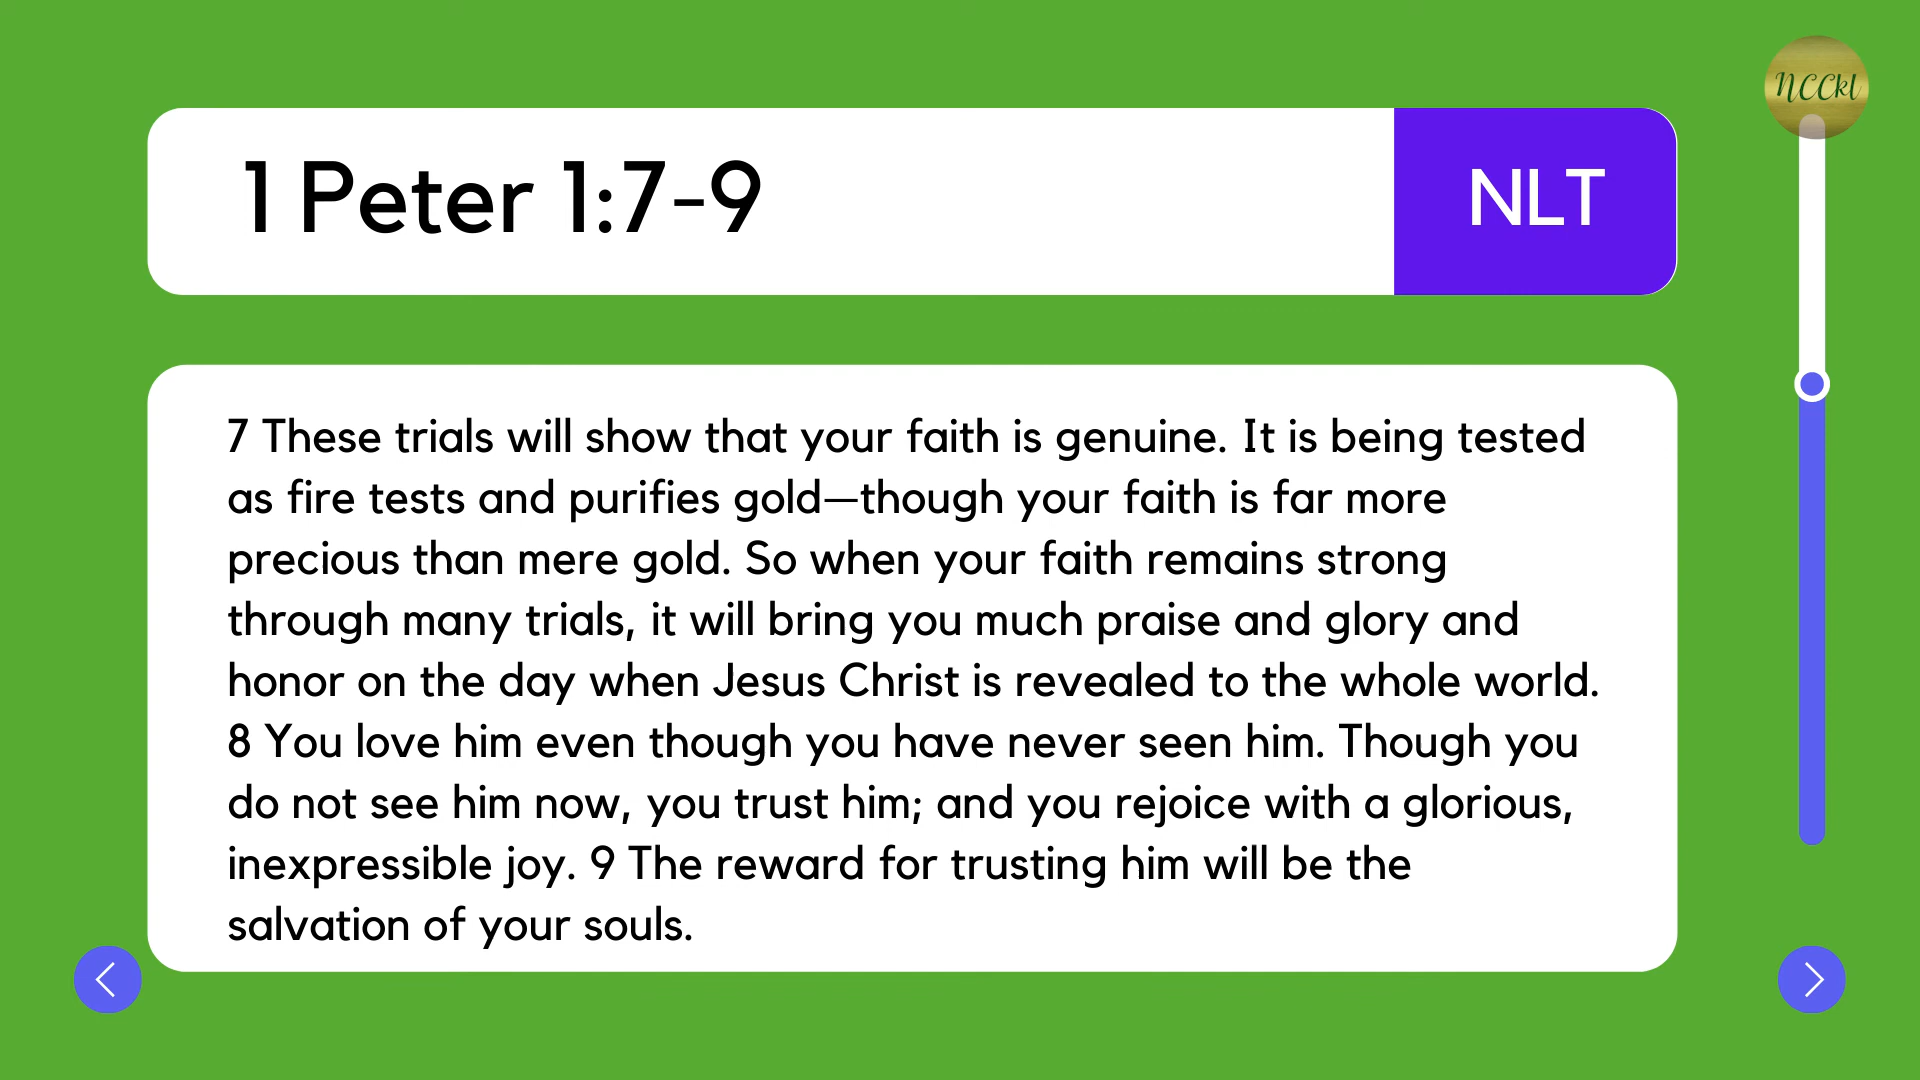 NCCkl
1 Peter 1:7-9
NLT
7 These trials will show that your faith is genuine. It is being tested
as fire tests and purifies gold—though your faith is far more
precious than mere gold. So when your faith remains strong
through many trials, it will bring you much praise and glory and
honor on the day when Jesus Christ is revealed to the whole world.
8 You love him even though you have never seen him. Though you
do not see him now, you trust him; and you rejoice with a glorious,
inexpressible joy. 9 The reward for trusting him will be the
salvation of your souls.